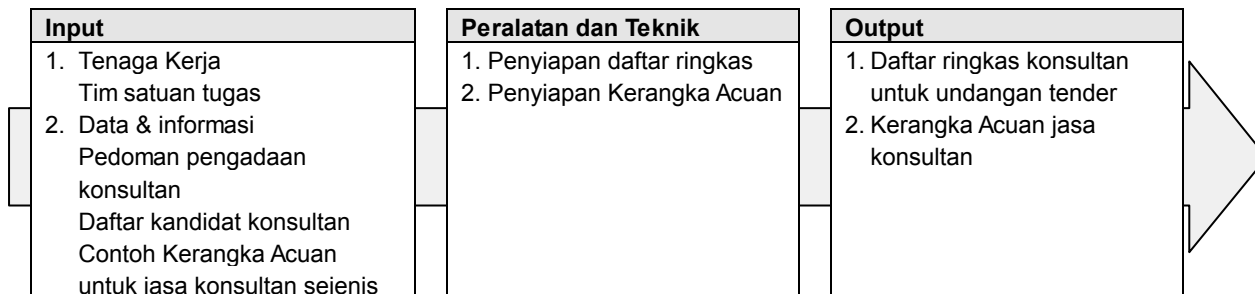 Input
1. Tenaga Kerja
Tim satuan tugas
2. Data & informasi
Pedoman pengadaan
konsultan
Daftar kandidat konsultan
Contoh Kerangka Acuan
untuk jasa konsultan sejenis
Peralatan dan Teknik
1. Penyiapan daftar ringkas
2. Penyiapan Kerangka Acuan
Output
1. Daftar ringkas konsultan
untuk undangan tender
2. Kerangka Acuan jasa
konsultan